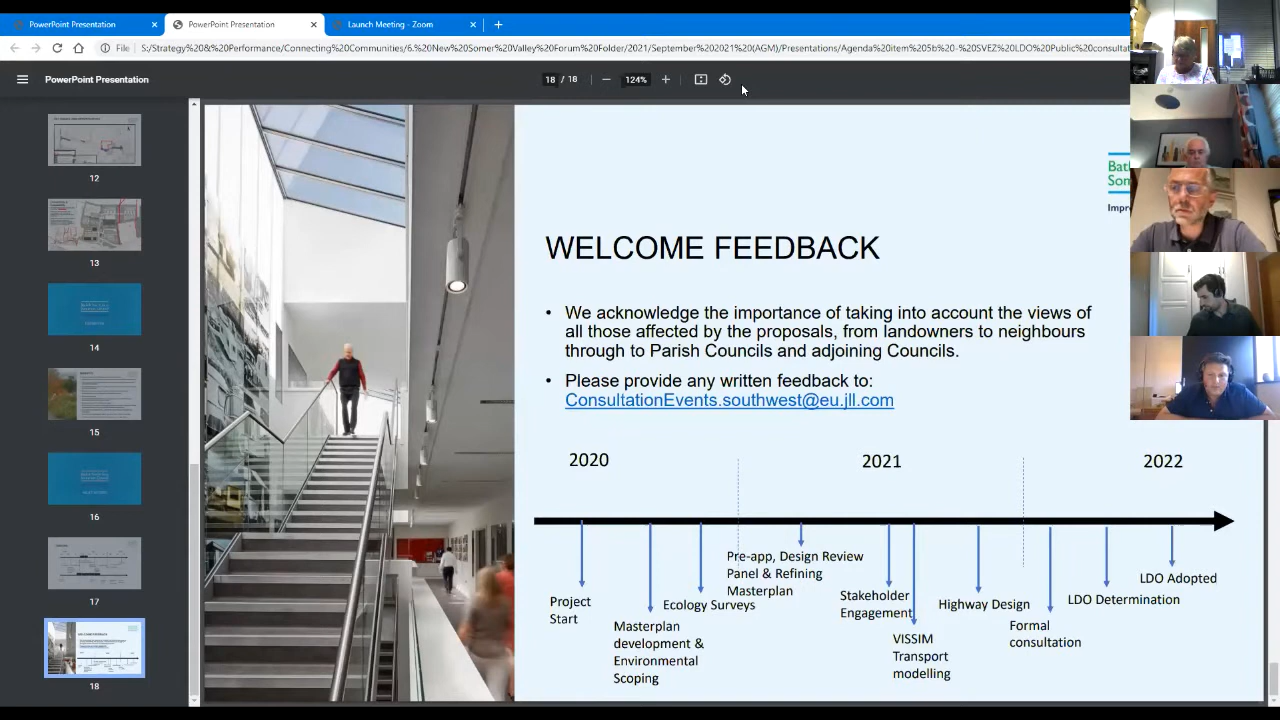 PowerPoint Presentation
PowerPoint Presentation
Launch Meeting - Zoom
File
S:/Strategy%20&%20Performance/Connecting%20Communities/6.%20New%20Somer%20Valley%20Forum%20Folder/2021/September%202021%20(AGM)/Presentations/Agenda%20item%205b%20-%20SVEZ%20LDO%20Public%20consultat
PowerPoint Presentation
18 / 18
124%
12
13
14
15
16
17
18
Bat
Som
Impro
WELCOME FEEDBACK
• We acknowledge the importance of taking into account the views of
all those affected by the proposals, from landowners to neighbours
through to Parish Councils and adjoining Councils.
• Please provide any written feedback to:
ConsultationEvents.southwest@eu.jll.com
2020
2021
2022
Project
Start
Masterplan
development &
Environmental
Scoping
Ecology Surveys
Pre-app, Design Review
Panel & Refining
Masterplan
Stakeholder
Engagement
VISSIM
Transport
modelling
Highway Design
Formal
consultation
LDO Determination
LDO Adopted